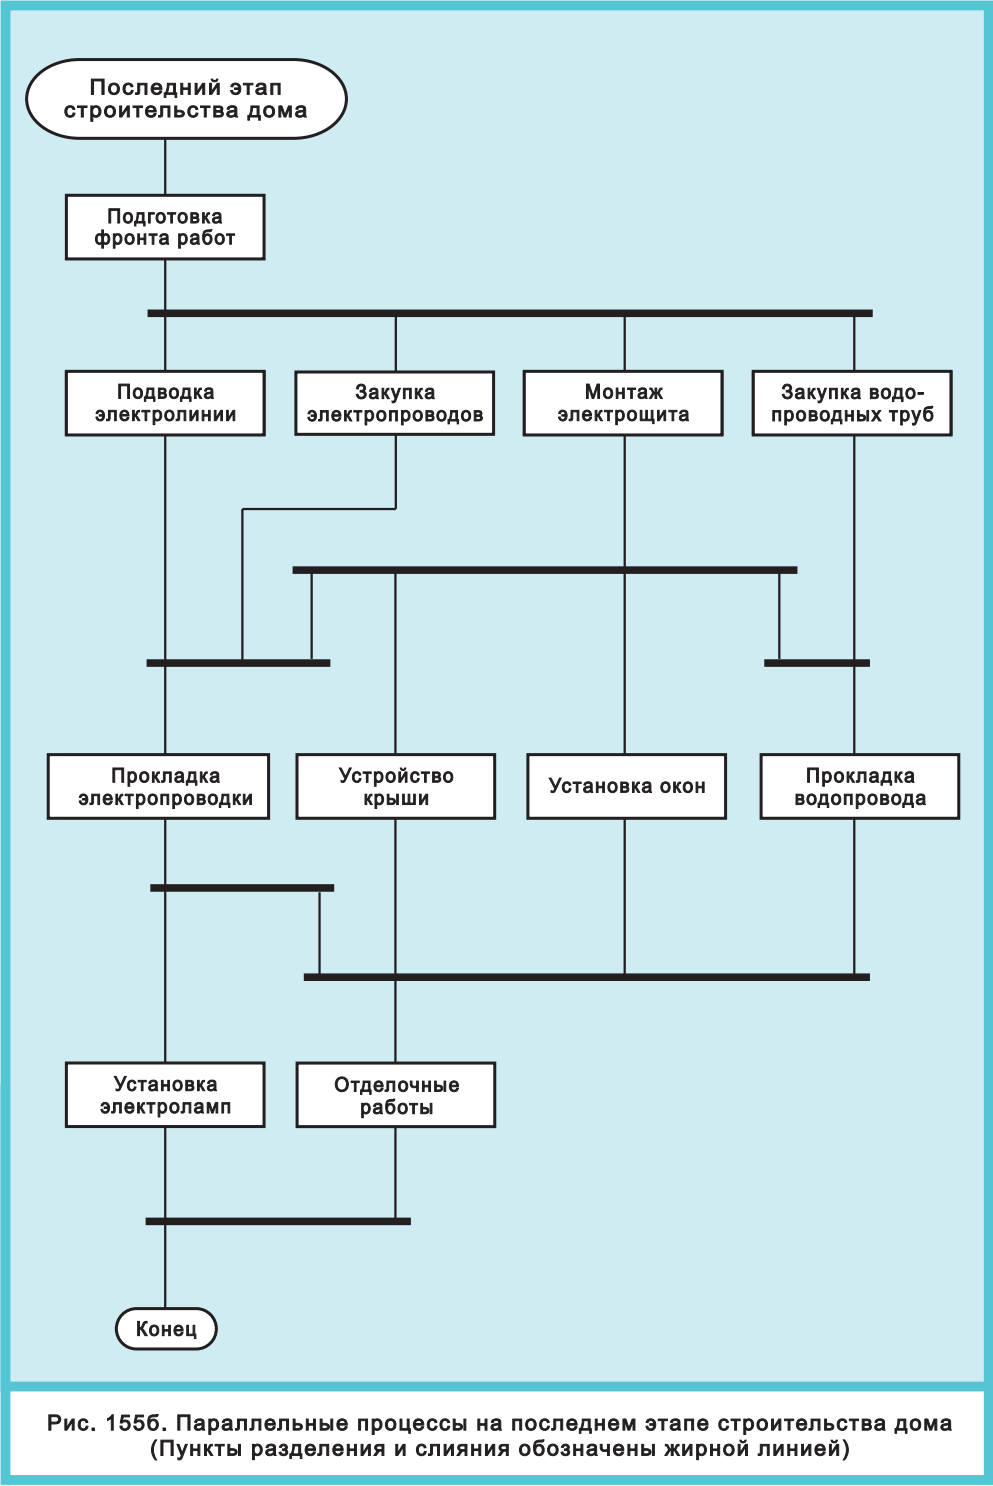 Последний этап
строительства дома
Подготовка
фронта работ
Подводка
электролинии
Закупка
электропроводов
Монтаж
электрощита
Закупка водо-
проводных труб
Прокладка
электропроводки
Устройство
крыши
Установка окон
Прокладка
водопровода
Установка
электроламп
Отделочные
работы
Конец
Рис. 155б. Параллельные процессы на последнем этапе строительства дома
(Пункты разделения и слияния обозначены жирной линией)